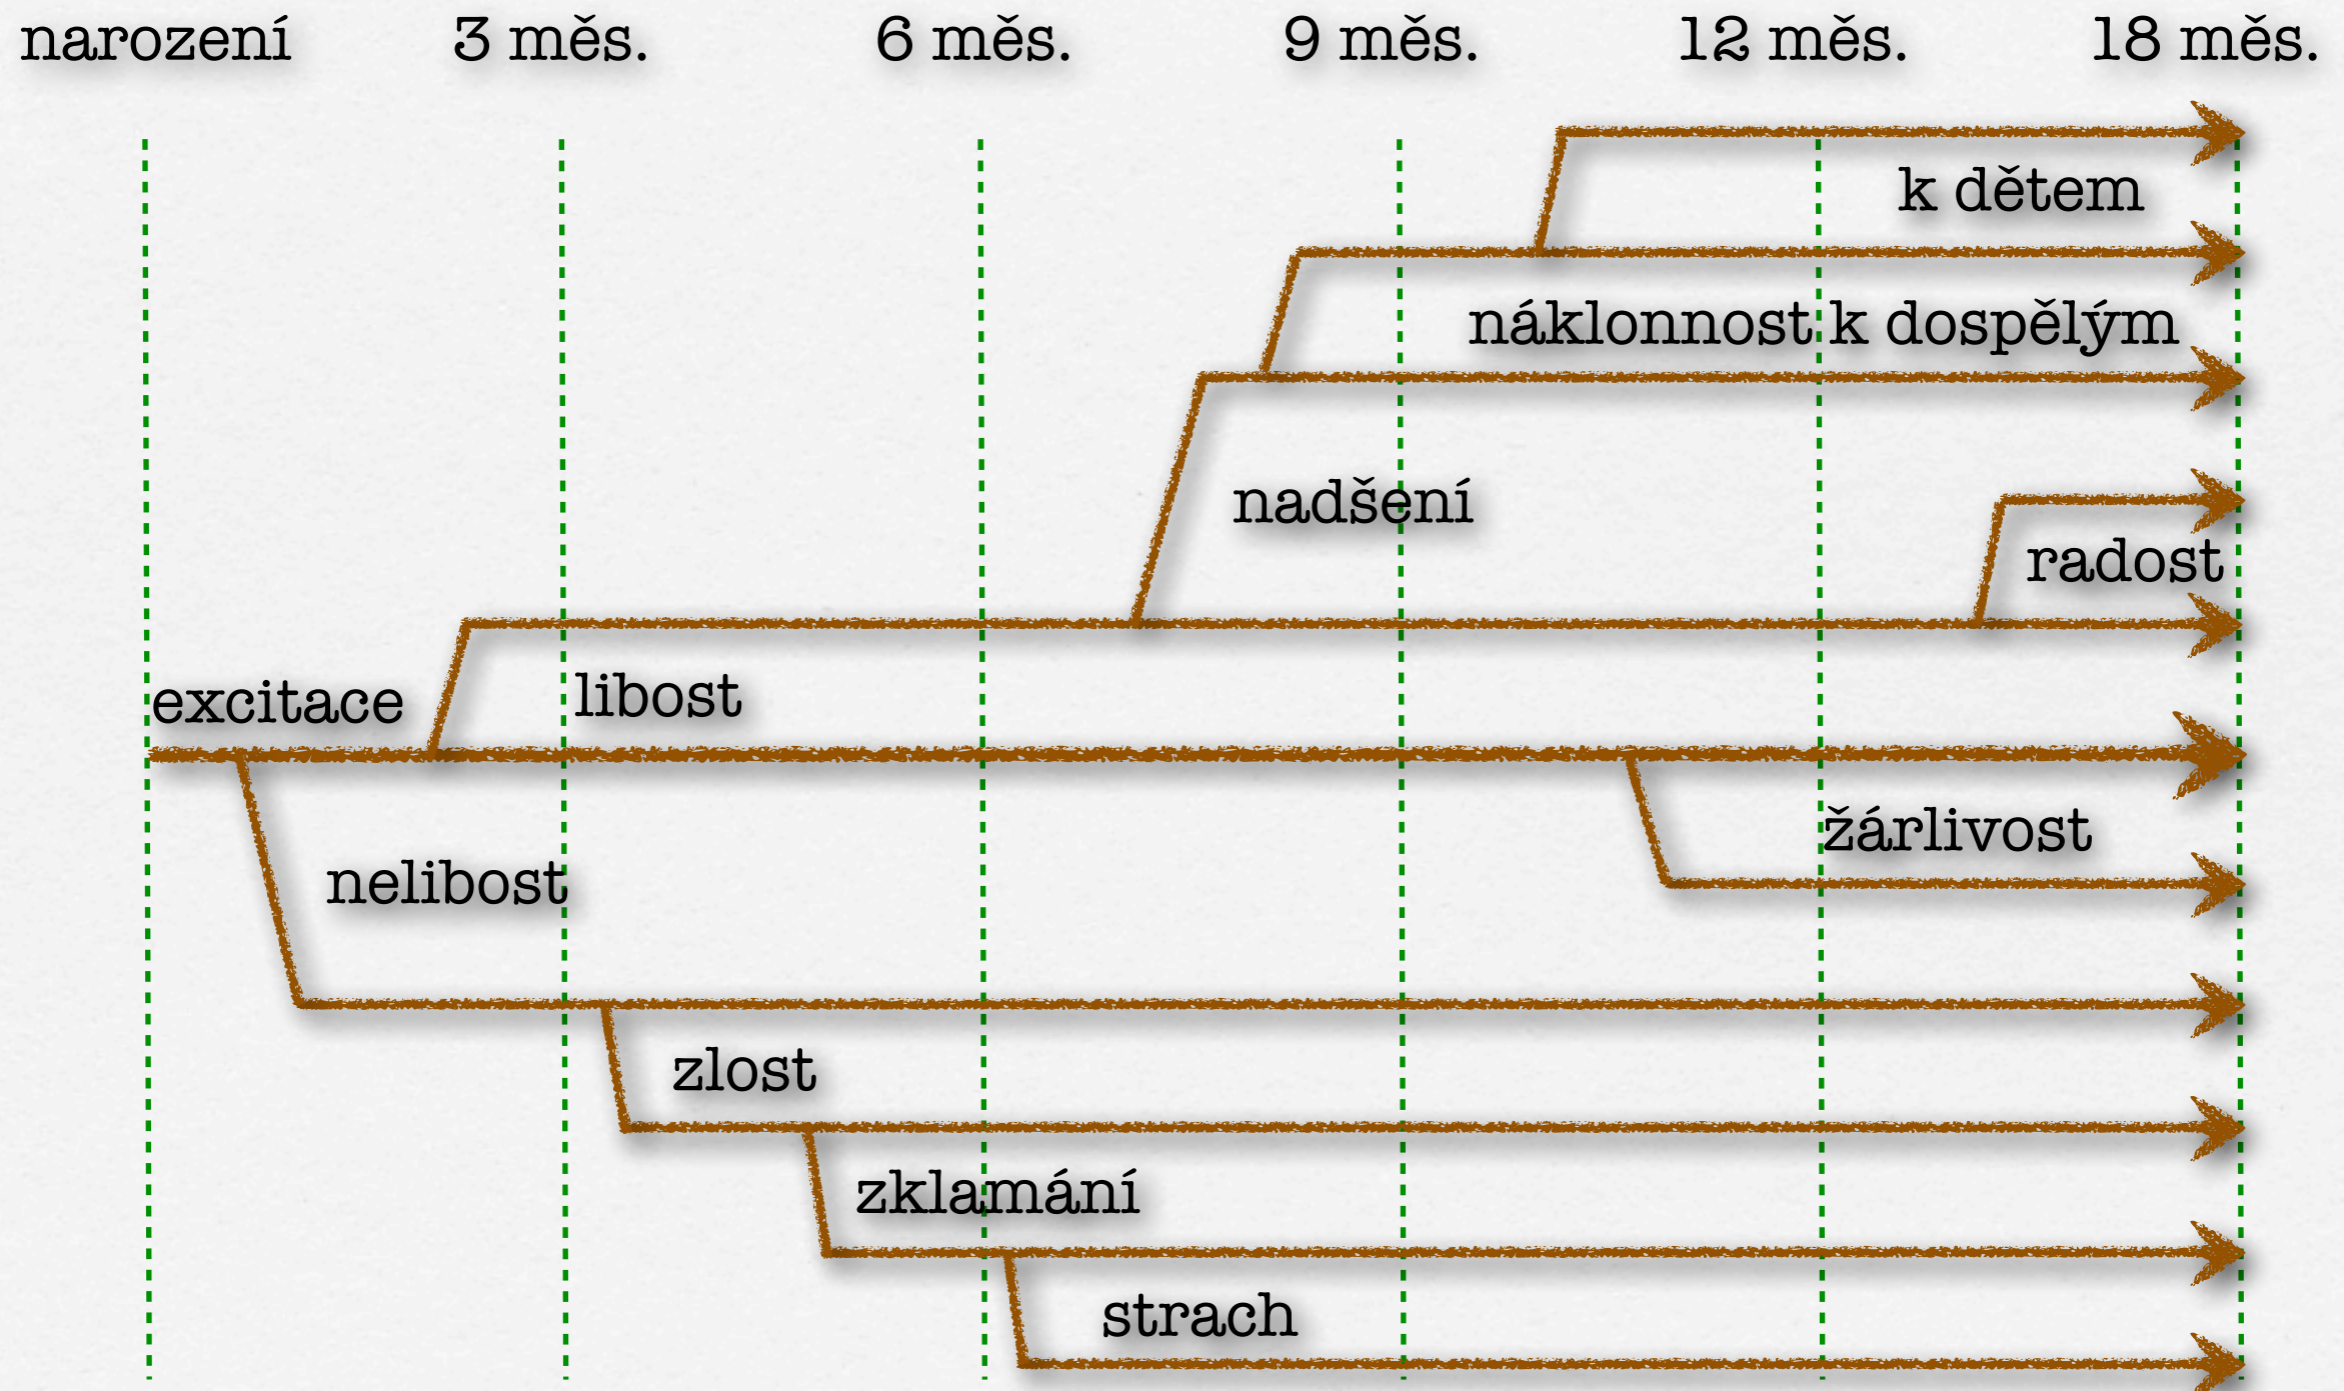 narození 3 měs. 6 měs. 9 měs. 12 měs. 18 měs.
k dětem
náklonnost k dospělým
nadšení
radost
libost
excitace
žárlivost
nelibost
zlost
zklamání
strach